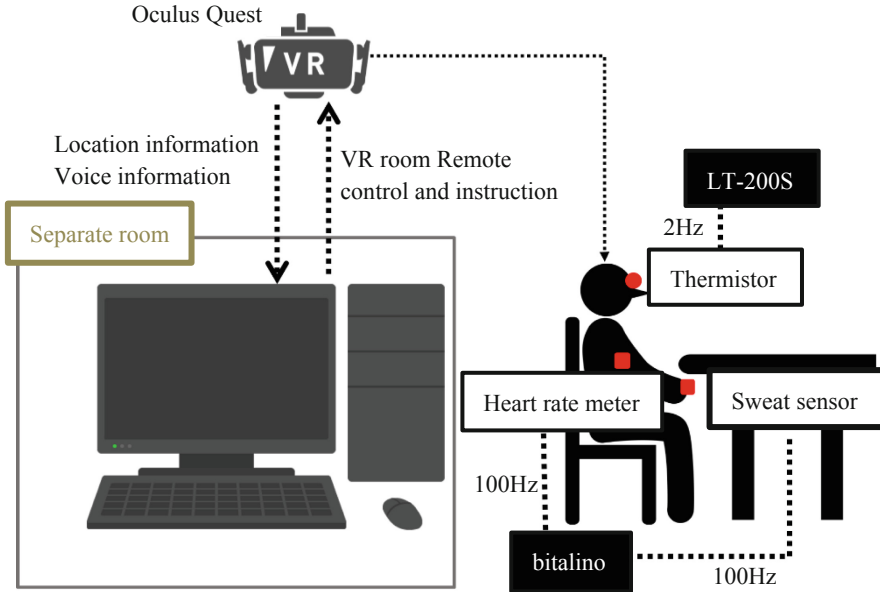 Oculus Quest
VR
Location information
Voice information
VR room Remote
control and instruction
LT-200S
Separate room
2Hz
Thermistor
Heart rate meter
Sweat sensor
100Hz
bitalino
100Hz